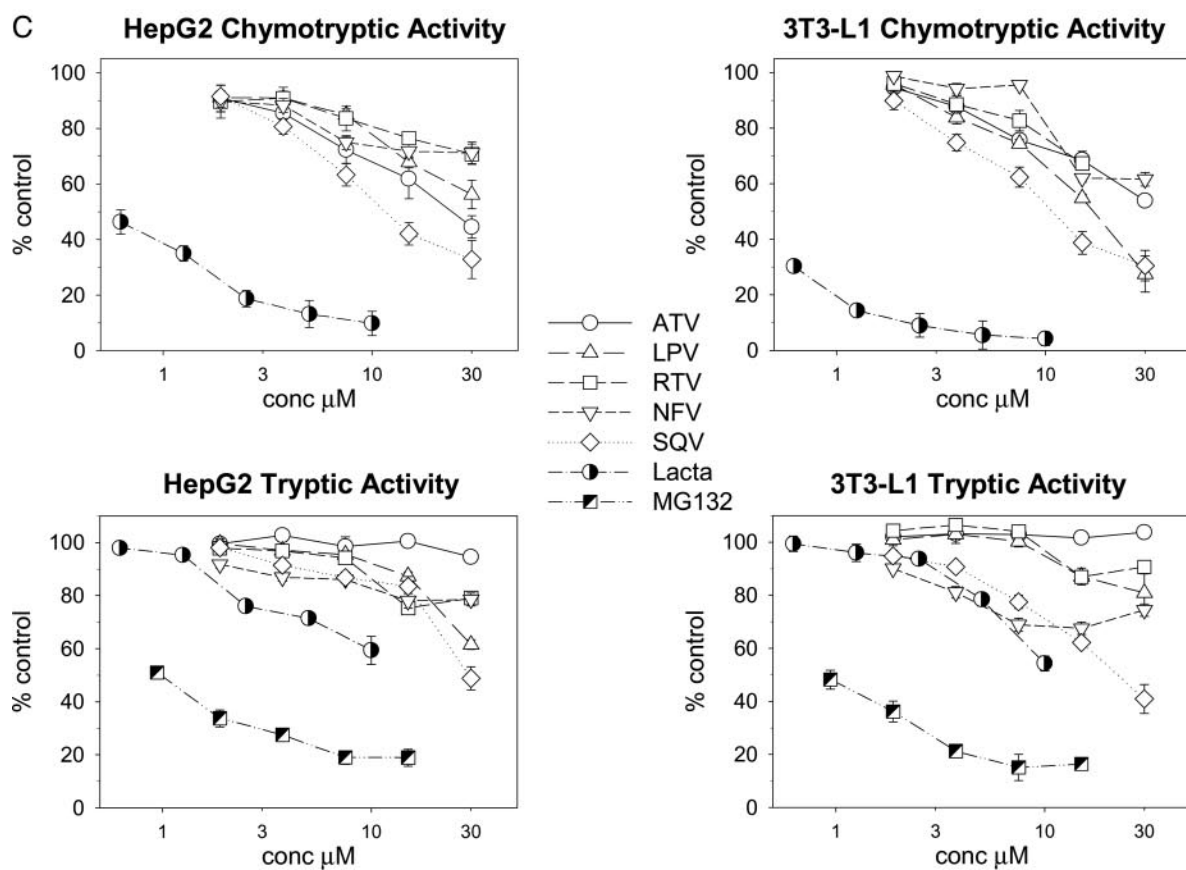 C
HepG2 Chymotryptic Activity
3T3-L1 Chymotryptic Activity
% control
100
80
60
40
20
0
1
3
10
30
conc μM
% control
100
80
60
40
20
0
1
3
10
30
conc μM
ATV
LPV
RTV
NFV
SQV
Lacta
MG132
HepG2 Tryptic Activity
3T3-L1 Tryptic Activity
% control
100
80
60
40
20
0
1
3
10
30
conc μM
% control
100
80
60
40
20
0
1
3
10
30
conc μM